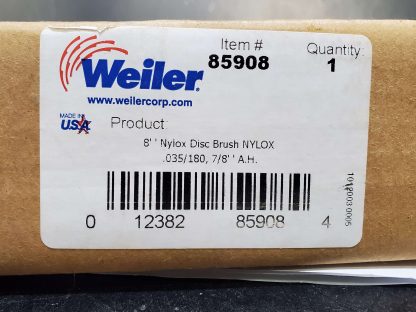 Weiler
www.weilercorp.com
Item #
85908
Quantity
1
MADE IN
USA
Product
8'' Nylox Disc Brush NYLOX
.035/180, 7/8'' A.H.
0 12382 85908 4